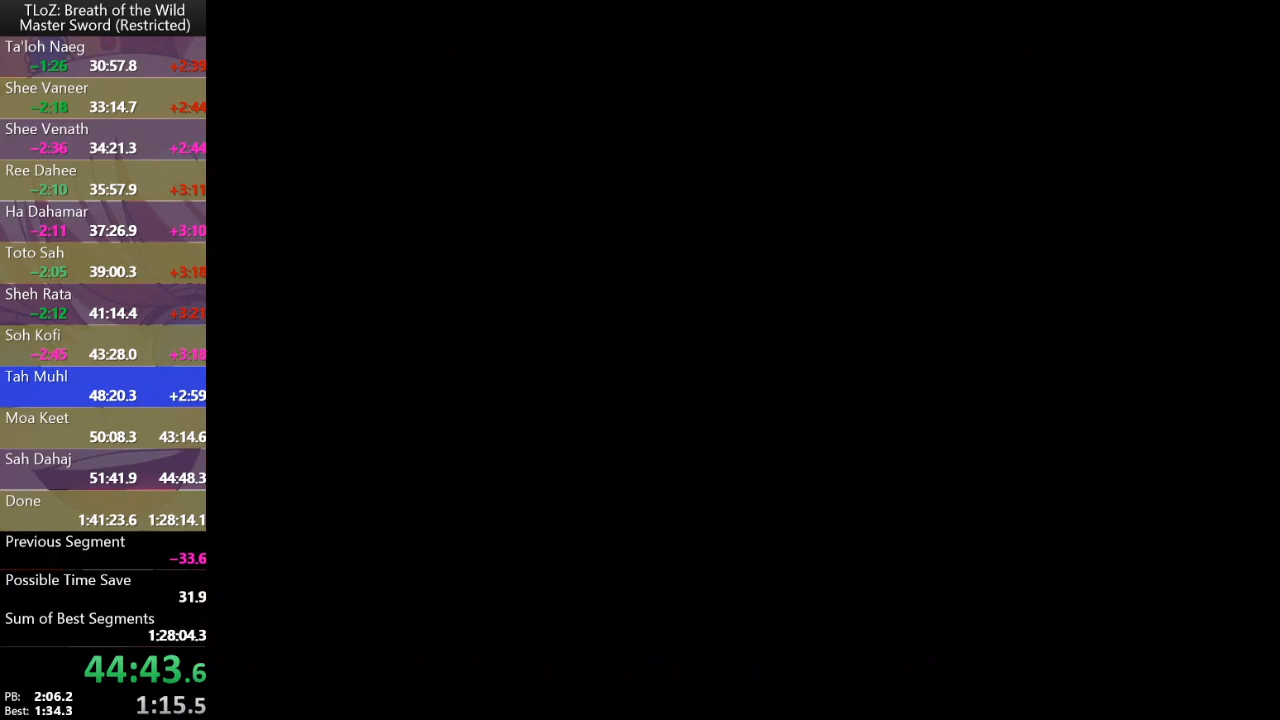 TLoZ: Breath of the Wild
Master Sword (Restricted)
Ta'loh Naeg
−1:26 30:57.8 +2:39
Shee Vaneer
−2:18 33:14.7 +2:44
Shee Venath
−2:36 34:21.3 +2:44
Ree Dahee
−2:10 35:57.9 +3:11
Ha Dahamar
−2:11 37:26.9 +3:10
Toto Sah
−2:05 39:00.3 +3:18
Sheh Rata
−2:12 41:14.4 +3:21
Soh Kofi
−2:45 43:28.0 +3:18
Tah Muhl
48:20.3 +2:59
Moa Keet
50:08.3 43:14.6
Sah Dahaj
51:41.9 44:48.3
Done
1:41:23.6 1:28:14.1
Previous Segment
−33.6
Possible Time Save
31.9
Sum of Best Segments
1:28:04.3
44:43.6
PB: 2:06.2
Best: 1:34.3 1:15.5